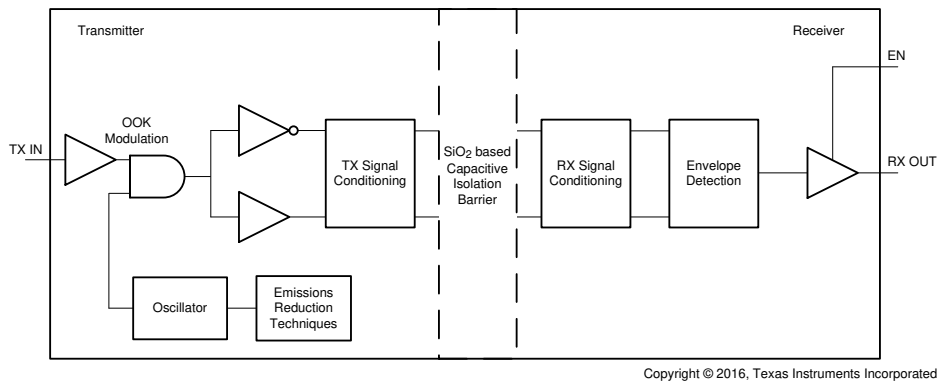 Transmitter
Receiver
EN
OOK
Modulation
TX IN
TX Signal
Conditioning
SiO2 based
Capacitive
Isolation
Barrier
RX Signal
Conditioning
Envelope
Detection
RX OUT
Oscillator
Emissions
Reduction
Techniques
Copyright © 2016, Texas Instruments Incorporated